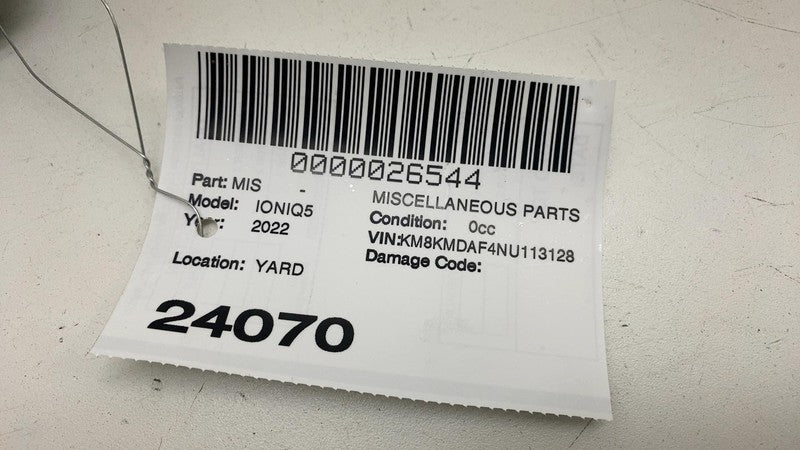 0000026544
Part: MIS - MISCELLANEOUS PARTS
Model: IONIQ5 Condition: 0cc
Year: 2022 VIN:KM8KMDAF4NU113128
Location: YARD Damage Code:
24070